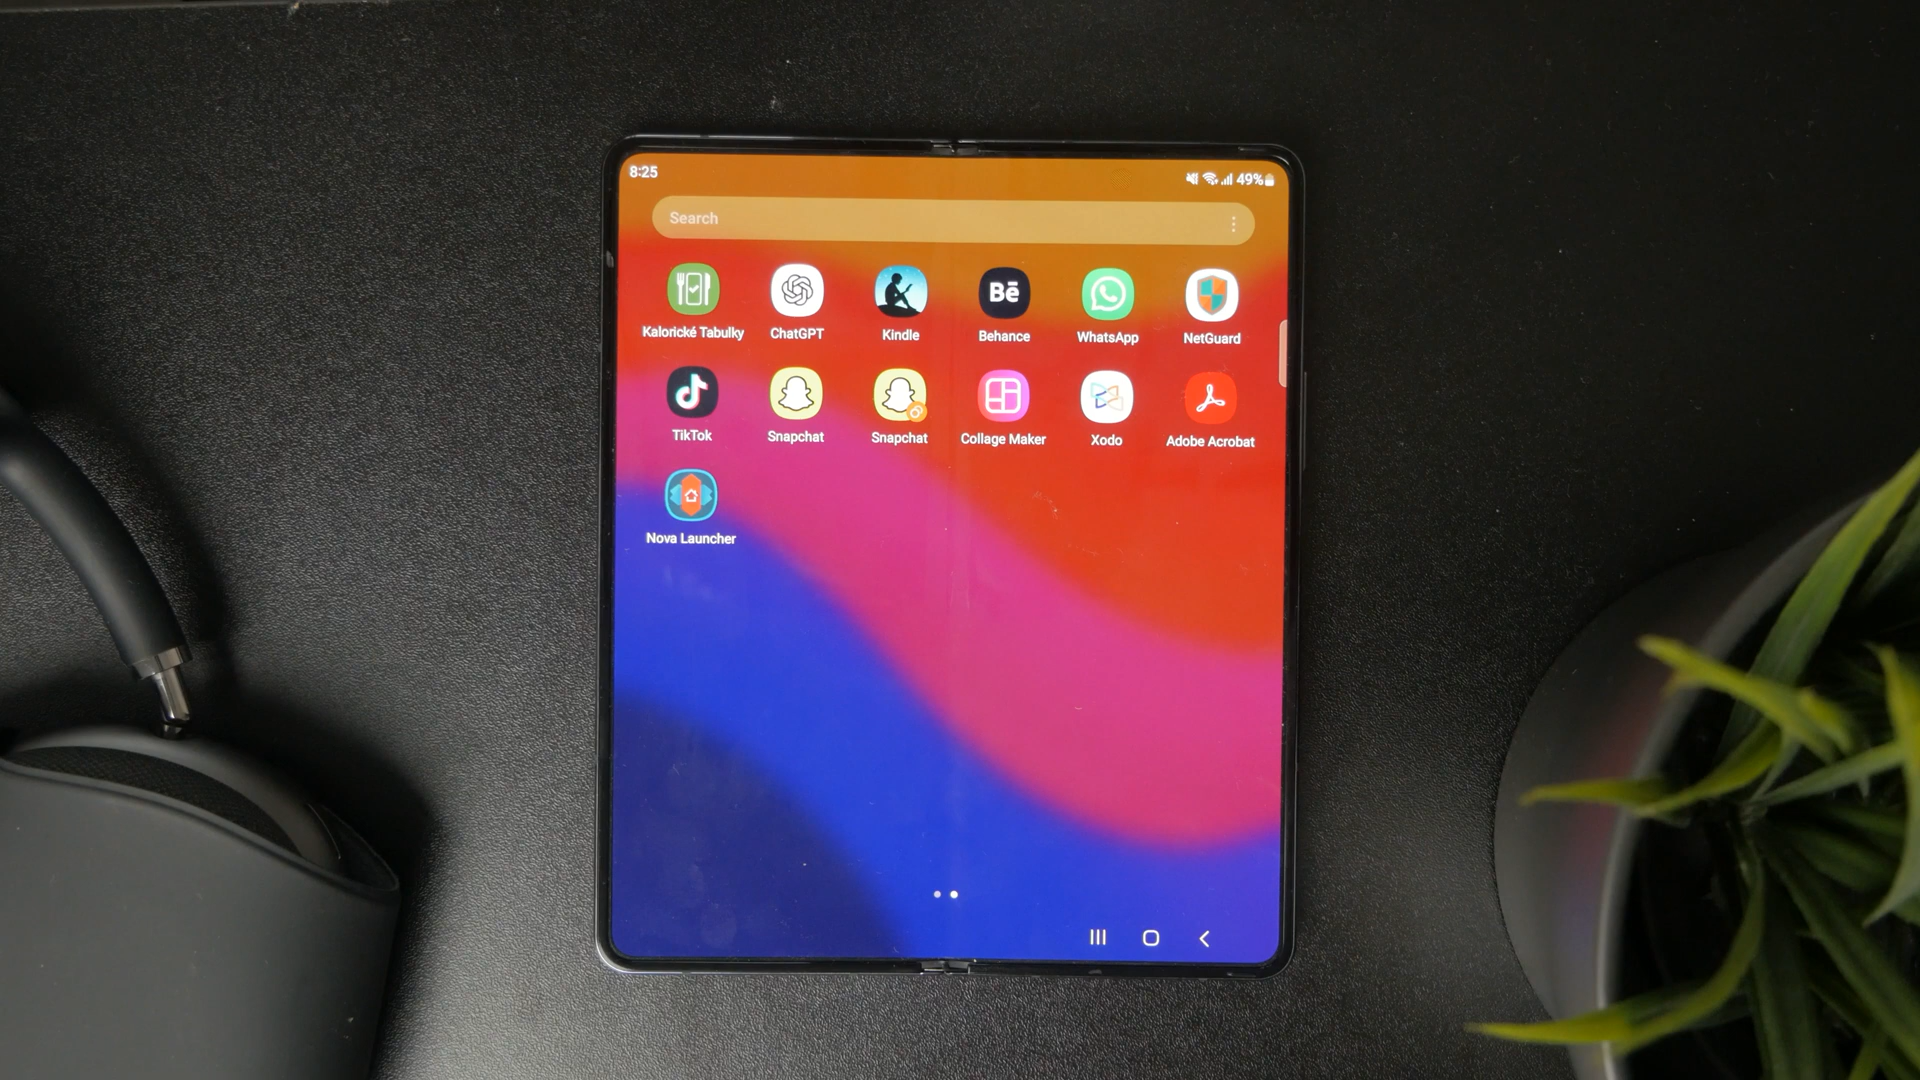 8:25
49%
Search
Bē
Kalorické Tabulky
ChatGPT
Kindle
Behance
WhatsApp
NetGuard
TikTok
Snapchat
Snapchat
Collage Maker
Xodo
Adobe Acrobat
Nova Launcher